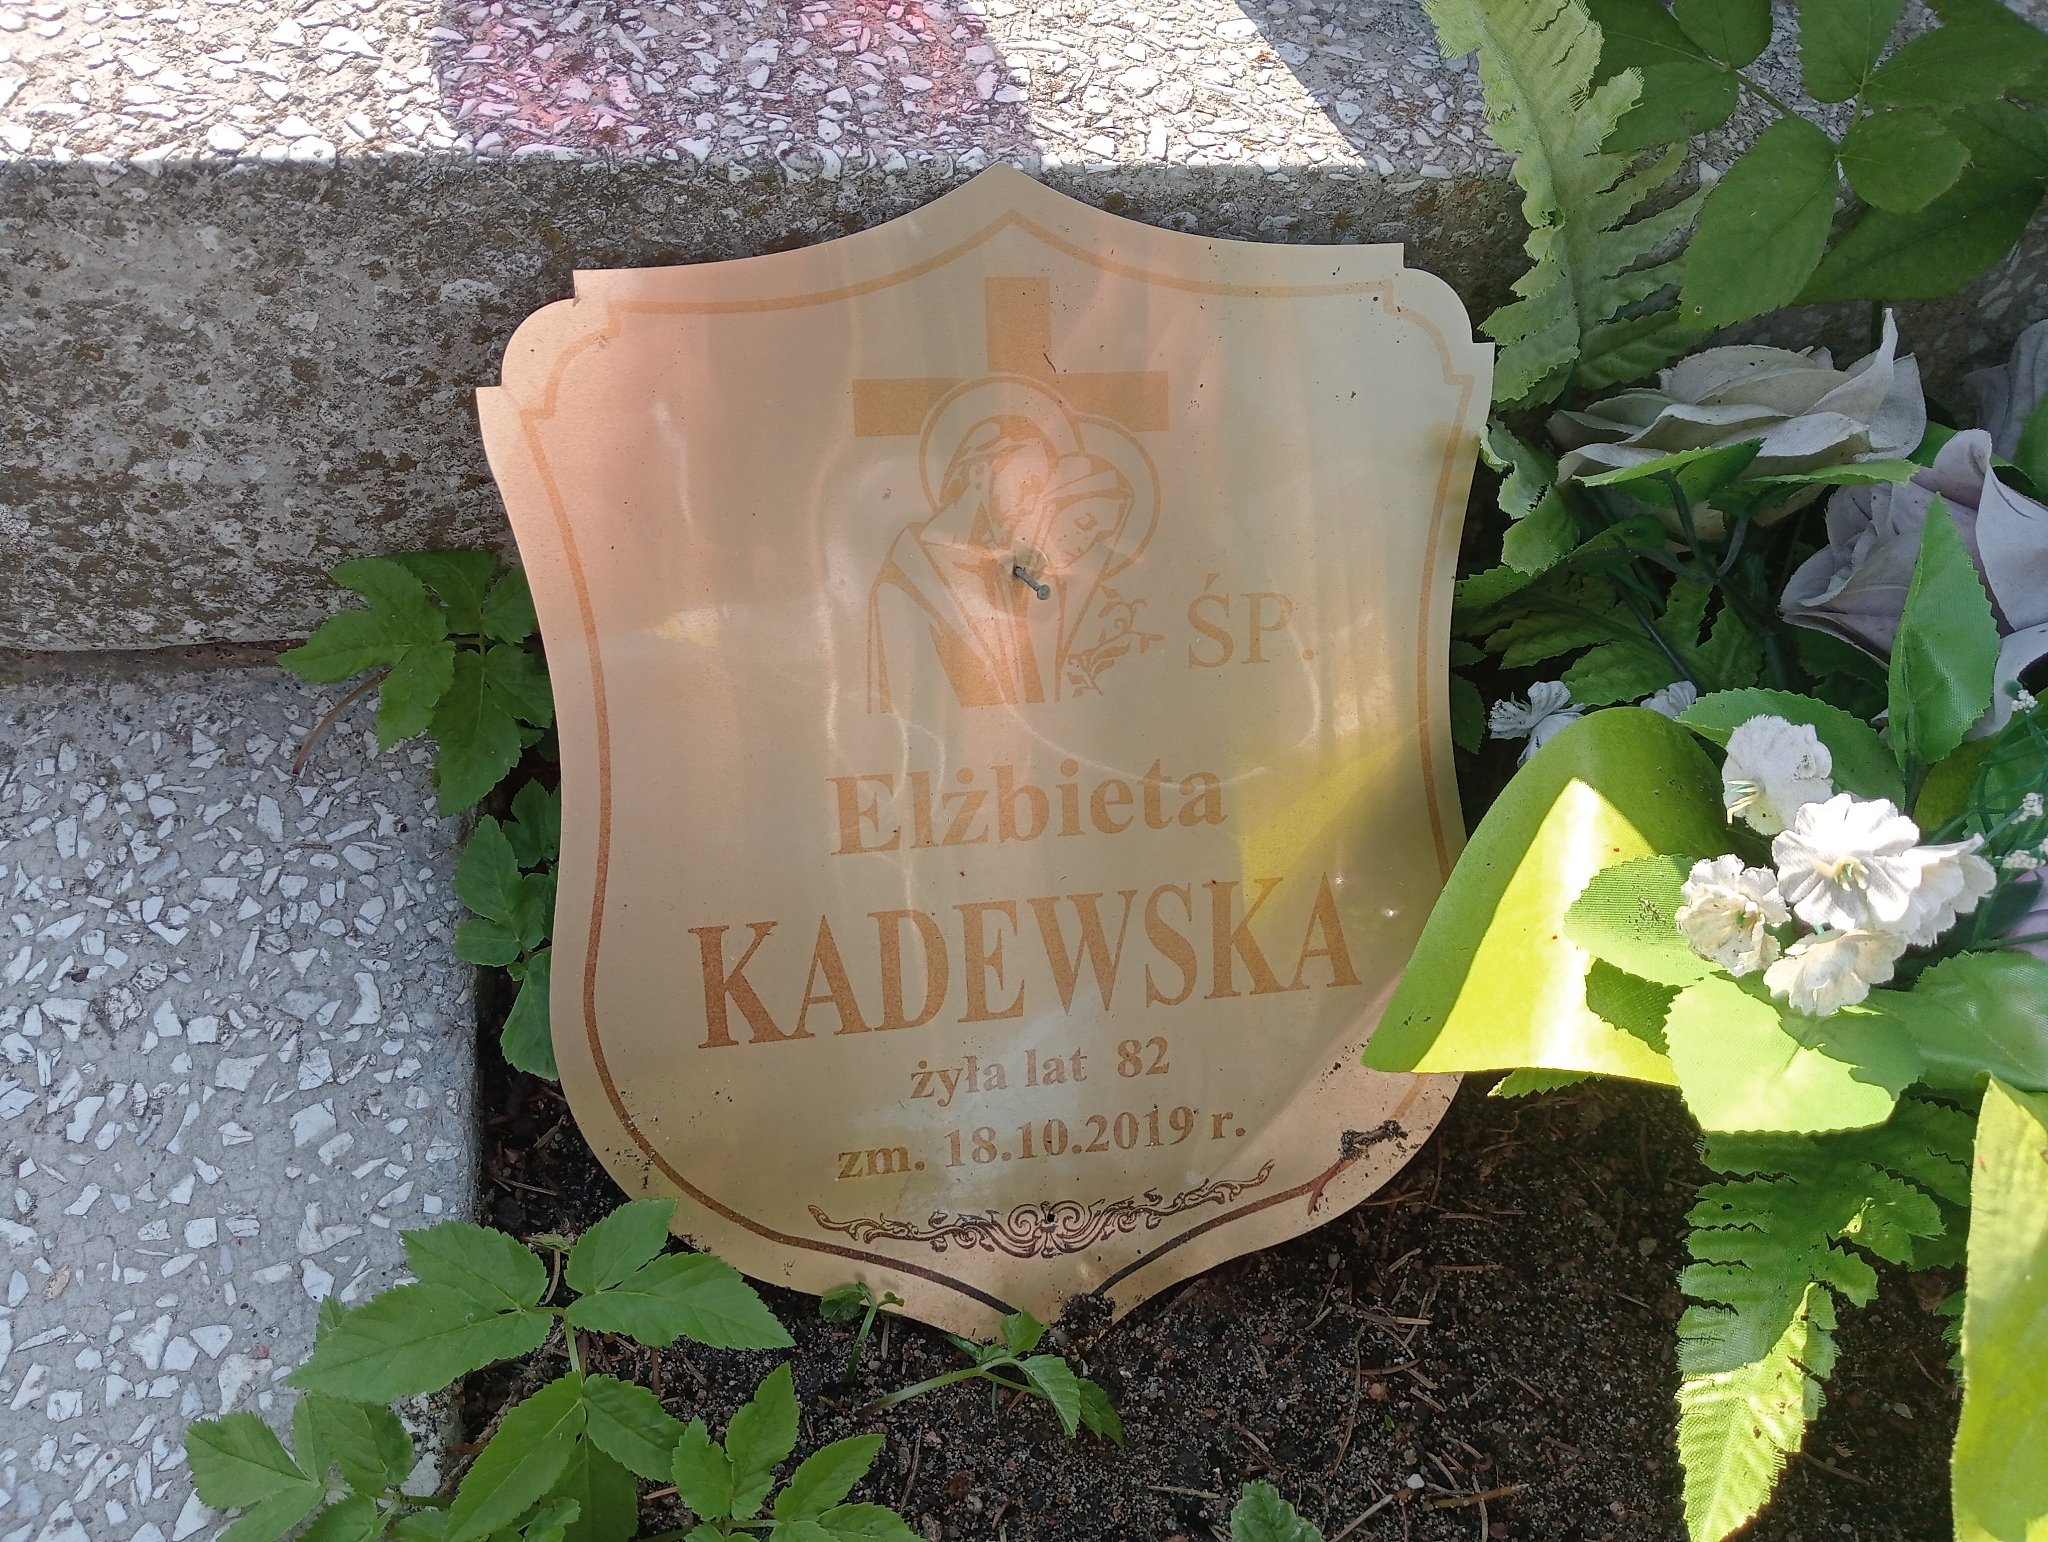 ŚP.
Elżbieta
KADEWSKA
żyła lat 82
zm. 18.10.2019 r.